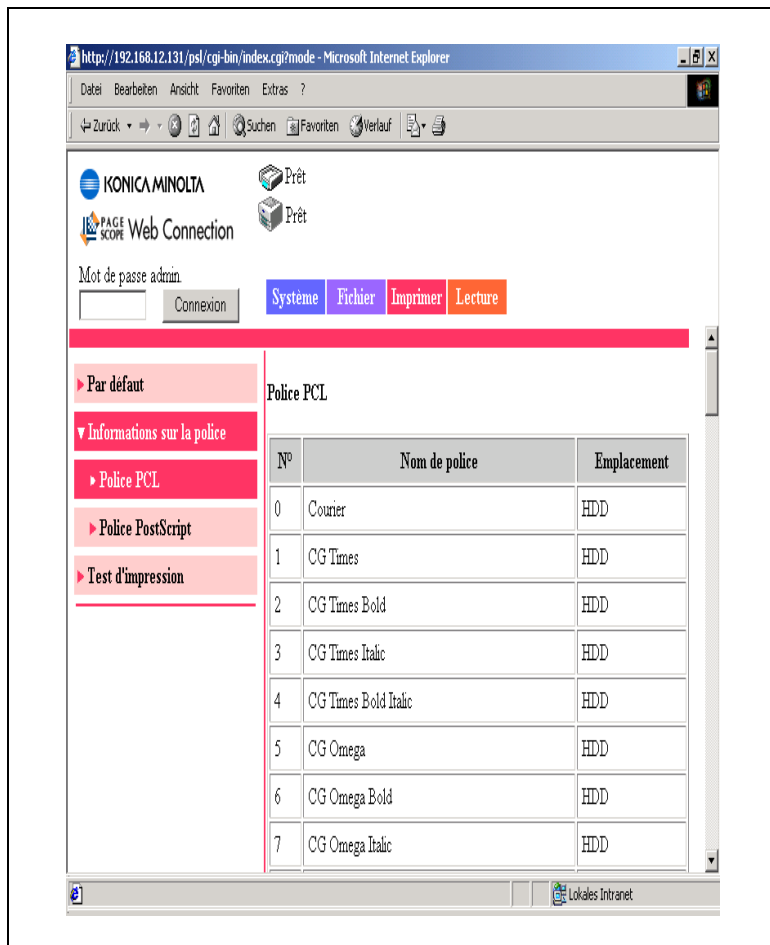 http://192.168.12.131/psl/cgi-bin/index.cgi?mode - Microsoft Internet Explorer
Datei Bearbeiten Ansicht Favoriten Extras ?
Zurück Suchen Favoriten Verlauf
KONICA MINOLTA
Prêt
PAGE SCOPE Web Connection
Prêt
Mot de passe admin.
Connexion
Système Fichier Imprimer Lecture
Par défaut
Informations sur la police
Police PCL
Police PostScript
Test d'impression
Police PCL
Nº Nom de police Emplacement
0 Courier HDD
1 CG Times HDD
2 CG Times Bold HDD
3 CG Times Italic HDD
4 CG Times Bold Italic HDD
5 CG Omega HDD
6 CG Omega Bold HDD
7 CG Omega Italic HDD
Lokales Intranet